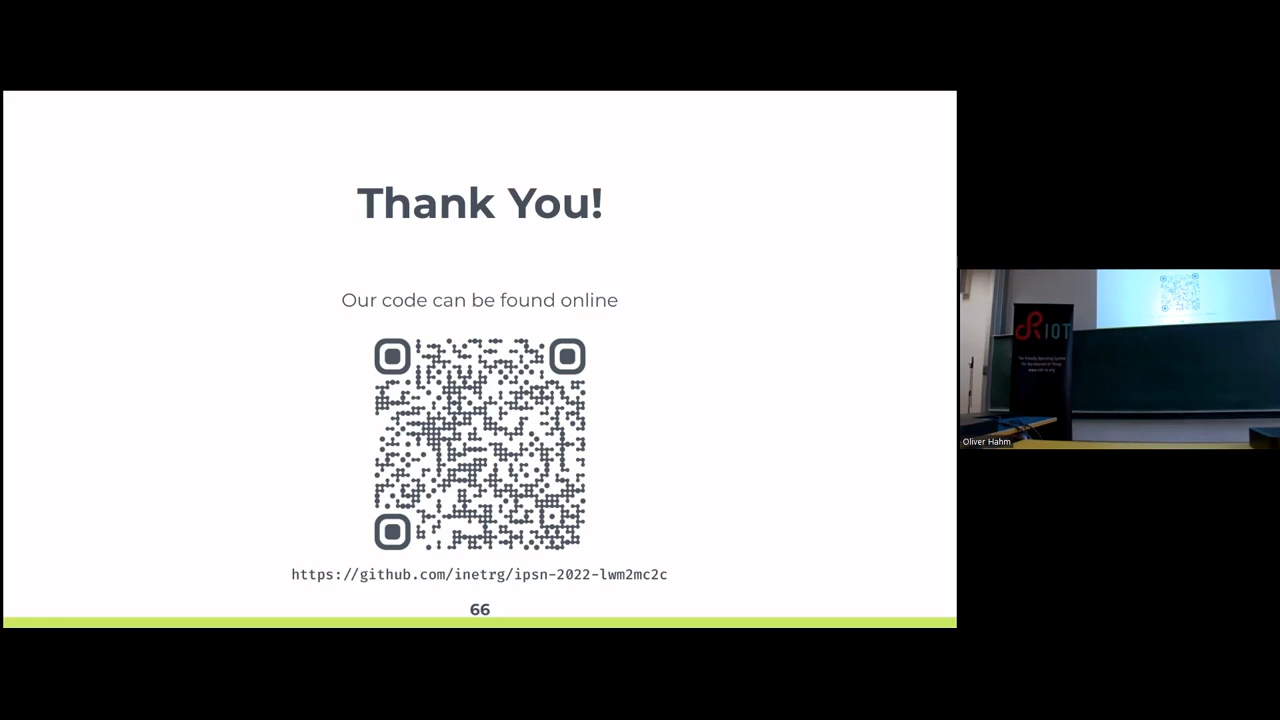 Thank You!
Our code can be found online
https://github.com/inetrg/ipsn-2022-lwm2mc2c
66
RIOT
Oliver Hahm